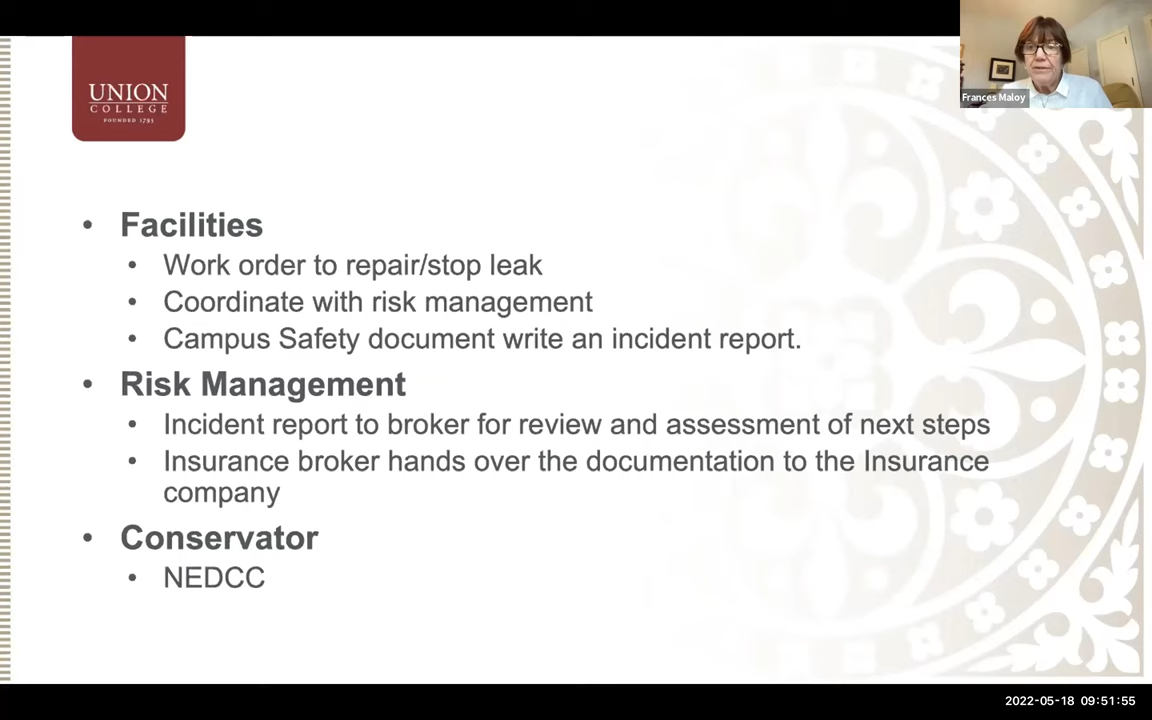 UNION
COLLEGE
FOUNDED 1795
Frances Maloy
• Facilities
• Work order to repair/stop leak
• Coordinate with risk management
• Campus Safety document write an incident report.
• Risk Management
• Incident report to broker for review and assessment of next steps
• Insurance broker hands over the documentation to the Insurance
company
• Conservator
• NEDCC
2022-05-18 09:51:55